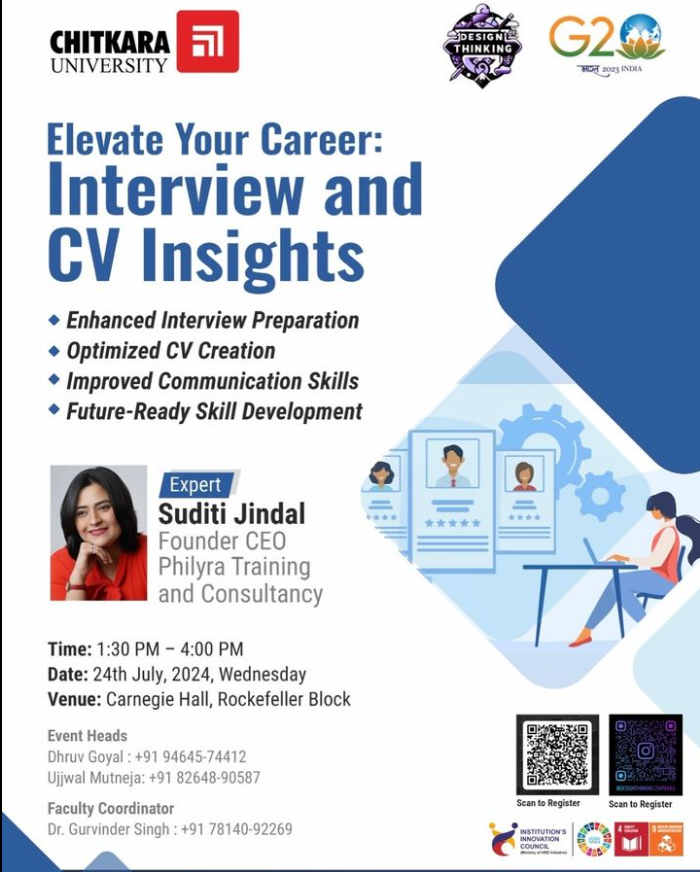 CHITKARA
UNIVERSITY
DESIGN
THINKING
G20
भारत 2023 INDIA
Elevate Your Career:
Interview and
CV Insights
Enhanced Interview Preparation
Optimized CV Creation
Improved Communication Skills
Future-Ready Skill Development
Expert
Suditi Jindal
Founder CEO
Philyra Training
and Consultancy
Time: 1:30 PM – 4:00 PM
Date: 24th July, 2024, Wednesday
Venue: Carnegie Hall, Rockefeller Block
Event Heads
Dhruv Goyal : +91 94645-74412
Ujjwal Mutneja: +91 82648-90587
Faculty Coordinator
Dr. Gurvinder Singh : +91 78140-92269
Scan to Register
Scan to Register
INSTITUTION'S
INNOVATION
COUNCIL
(Ministry of HRD Initiative)
4 QUALITY EDUCATION
9